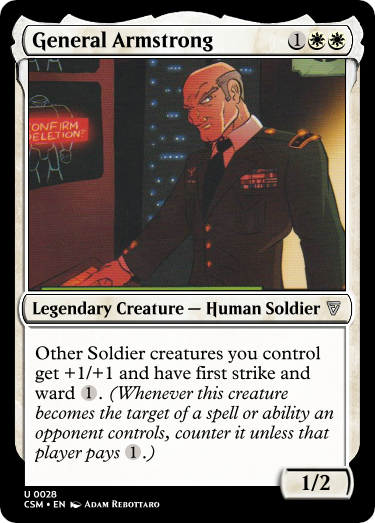 General Armstrong 1
CONFIRM
DELETION?
Legendary Creature — Human Soldier
Other Soldier creatures you control
get +1/+1 and have first strike and
ward 1. (Whenever this creature
becomes the target of a spell or ability an
opponent controls, counter it unless that
player pays 1.)
1/2
U 0028
CSM • EN Adam Rebottaro